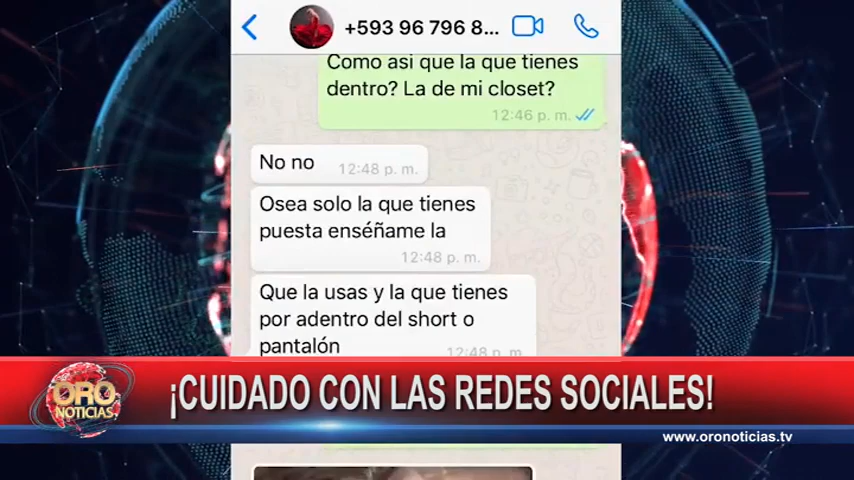 +593 96 796 8...
Como asi que la que tienes
dentro? La de mi closet?
12:46 p. m.
No no
12:48 p. m.
Osea solo la que tienes
puesta enséñame la
12:48 p. m.
Que la usas y la que tienes
por adentro del short o
pantalón
12:48 p. m.
ORO
NOTICIAS
¡CUIDADO CON LAS REDES SOCIALES!
www.oronoticias.tv